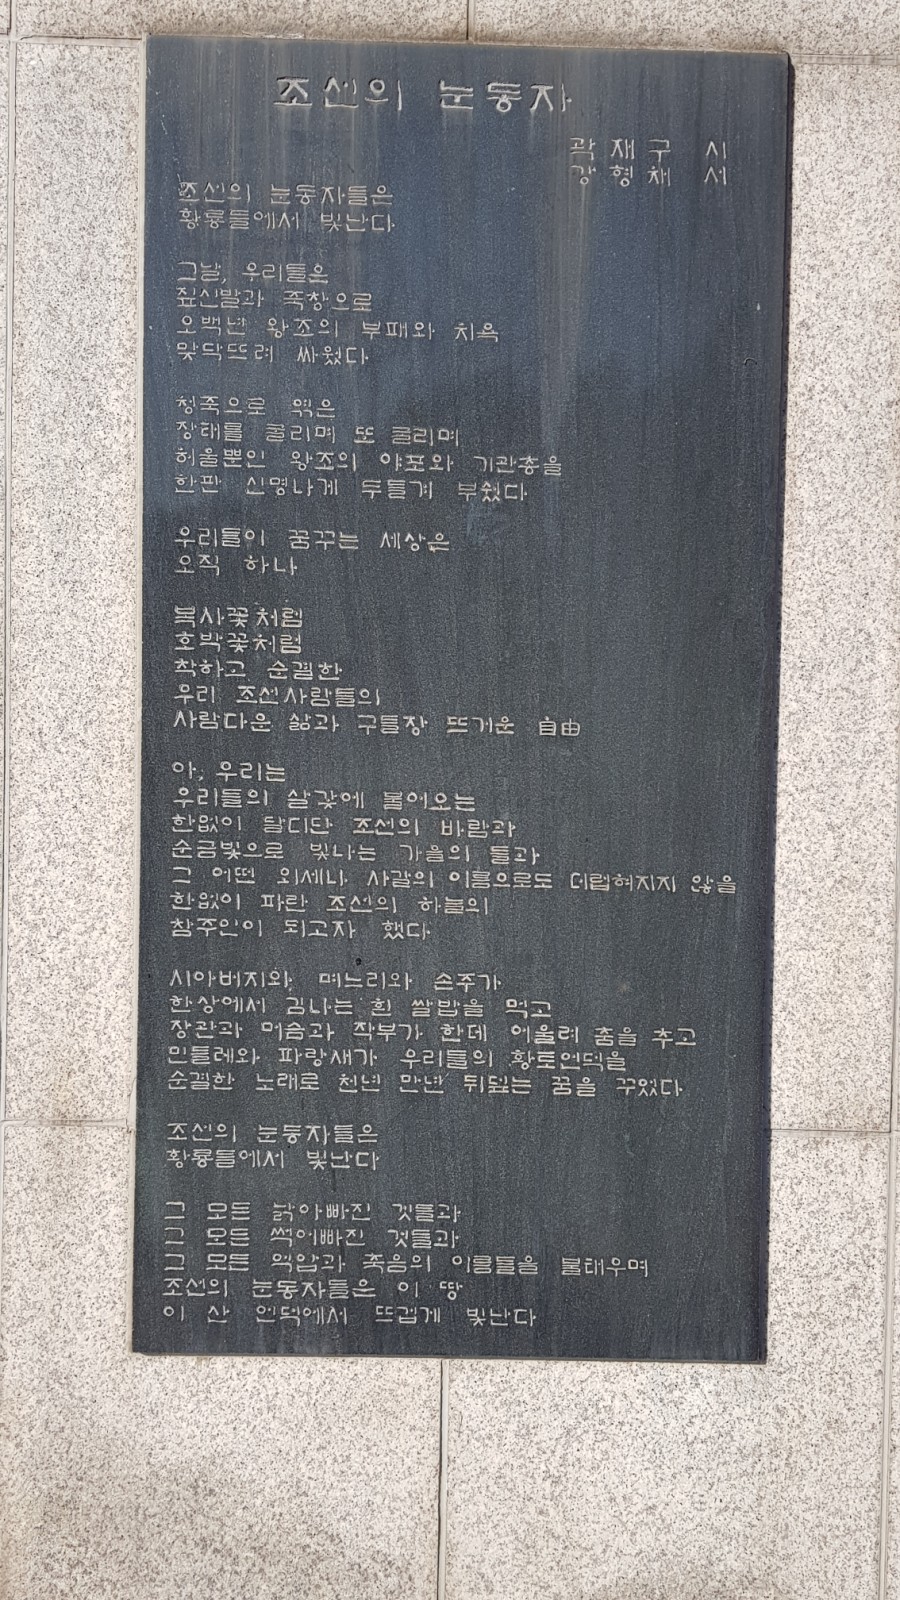 조선의 눈동자
곽재구 시
강형채 서
조선의 눈동자들은
황룡들에서 빛난다
그날, 우리들은
짚신발과 죽창으로
오백년 왕조의 부패와 치욕
맞닥뜨려 싸웠다
청죽으로 엮은
장태를 굴리며 또 굴리며
허울뿐인 왕조의 야포와 기관총을
한판 신명나게 두들겨 부쉈다
우리들이 꿈꾸는 세상은
오직 하나
복사꽃처럼
호박꽃처럼
착하고 순결한
우리 조선사람들의
사람다운 삶과 구들장 뜨거운 自由
아, 우리는
우리들의 살갗에 불어오는
한없이 달디단 조선의 바람과
순금빛으로 빛나는 가을의 들과
그 어떤 외세나 사갈의 이름으로도 더럽혀지지 않을
한없이 파란 조선의 하늘의
참주인이 되고자 했다
시아버지와 며느리와 손주가
한상에서 김나는 흰 쌀밥을 먹고
장관과 머슴과 작부가 한데 어울려 춤을 추고
민들레와 파랑새가 우리들의 황토언덕을
순결한 노래로 천년 만년 뒤덮는 꿈을 꾸었다
조선의 눈동자들은
황룡들에서 빛난다
그 모든 낡아빠진 것들과
그 모든 썩어빠진 것들과
그 모든 억압과 죽음의 이름들을 불태우며
조선의 눈동자들은 이 땅
이 산 언덕에서 뜨겁게 빛난다